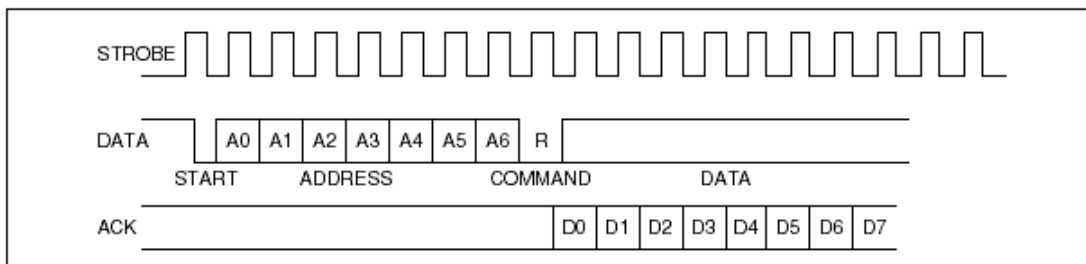 STROBE
DATA A0 A1 A2 A3 A4 A5 A6 R
START ADDRESS COMMAND DATA
ACK D0 D1 D2 D3 D4 D5 D6 D7